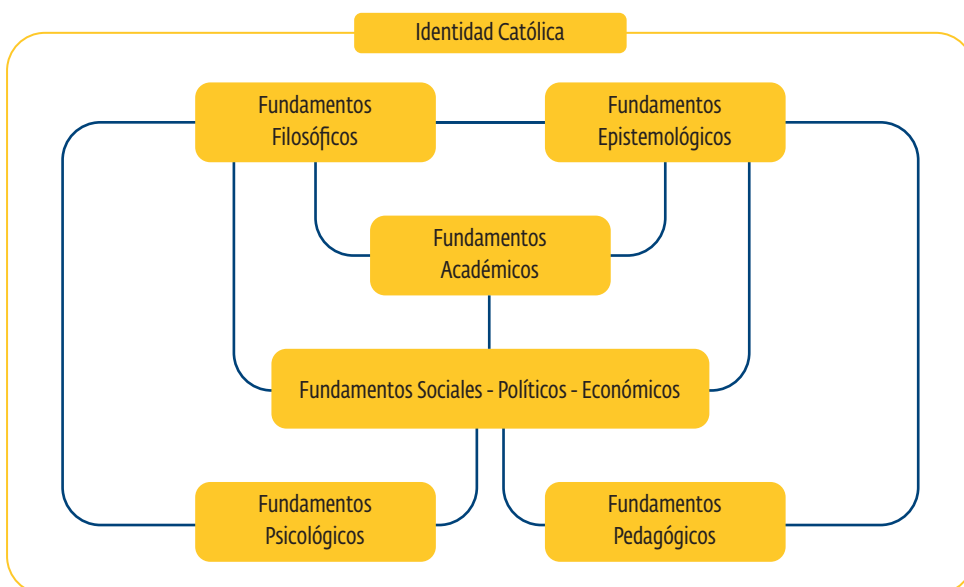 Identidad Católica
Fundamentos
Filosóficos
Fundamentos
Epistemológicos
Fundamentos
Académicos
Fundamentos Sociales - Políticos - Económicos
Fundamentos
Psicológicos
Fundamentos
Pedagógicos